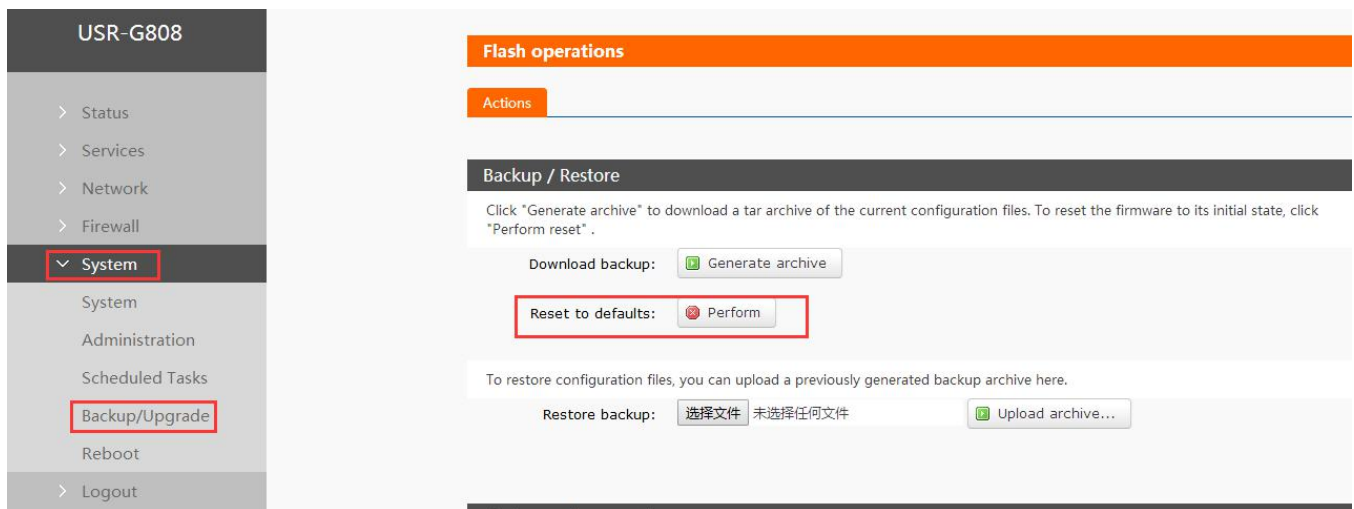 USR-G808
Status
Services
Network
Firewall
System
System
Administration
Scheduled Tasks
Backup/Upgrade
Reboot
Logout
Flash operations
Actions
Backup / Restore
Click "Generate archive" to download a tar archive of the current configuration files. To reset the firmware to its initial state, click
"Perform reset" .
Download backup: Generate archive
Reset to defaults: Perform
To restore configuration files, you can upload a previously generated backup archive here.
Restore backup: 选择文件 未选择任何文件 Upload archive...